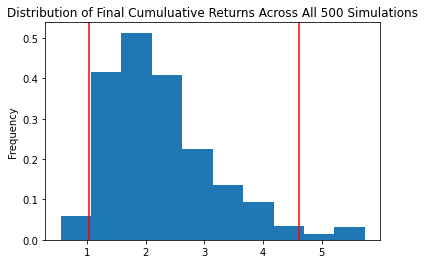 Distribution of Final Cumuluative Returns Across All 500 Simulations
Frequency
0.5
0.4
0.3
0.2
0.1
0.0
1 2 3 4 5